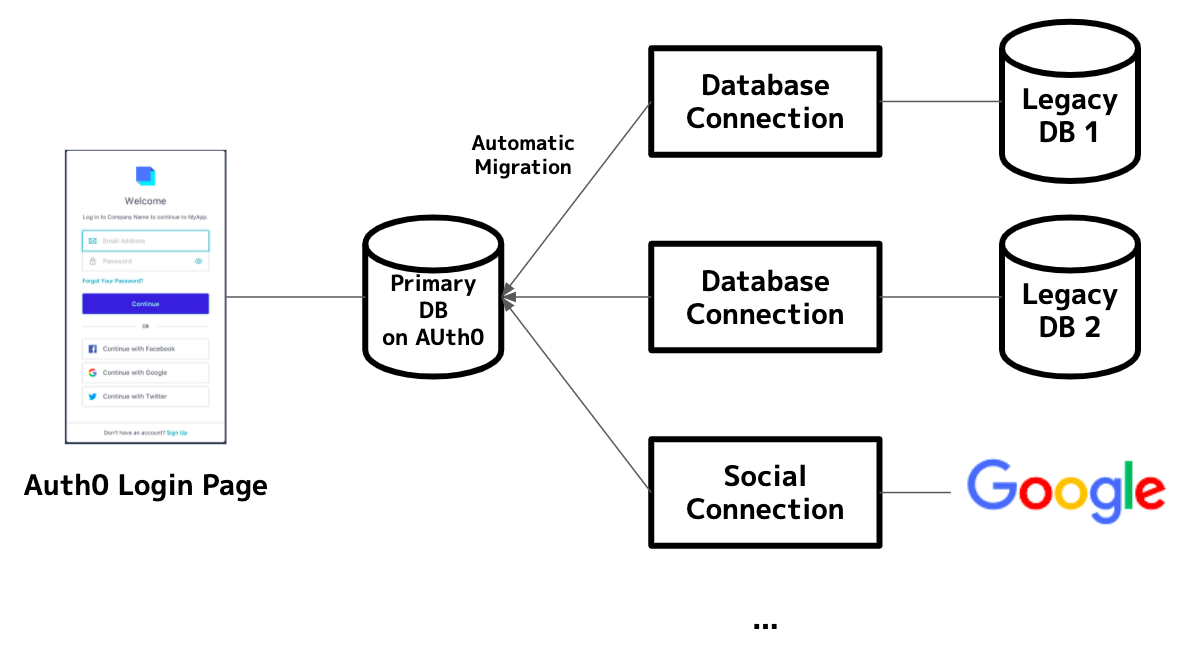 Welcome
Log in to Company Name to continue to MyApp.
Email Address
Password
Forgot Your Password?
Continue
OR
Continue with Facebook
Continue with Google
Continue with Twitter
Don't have an account? Sign Up
Auth0 Login Page
Primary
DB
on AUth0
Automatic
Migration
Database
Connection
Legacy
DB 1
Database
Connection
Legacy
DB 2
Social
Connection
Google
...